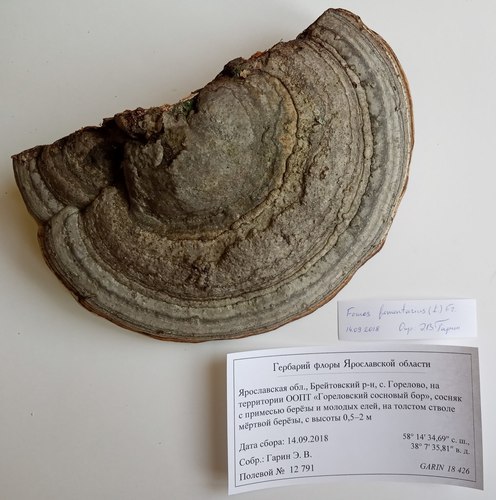 Fomes fomentarius (L.) Fr.
14.09.2018 Опр. ЭВГарин
Гербарий флоры Ярославской области
Ярославская обл., Брейтовский р-н, с. Горелово, на
территории ООПТ «Гореловский сосновый бор», сосняк
с примесью берёзы и молодых елей, на толстом стволе
мёртвой берёзы, с высоты 0,5–2 м
Дата сбора: 14.09.2018
58° 14′ 34,69″ с. ш.,
38° 7′ 35,81″ в. д.
Собр.: Гарин Э. В.
Полевой № 12 791
GARIN 18 426